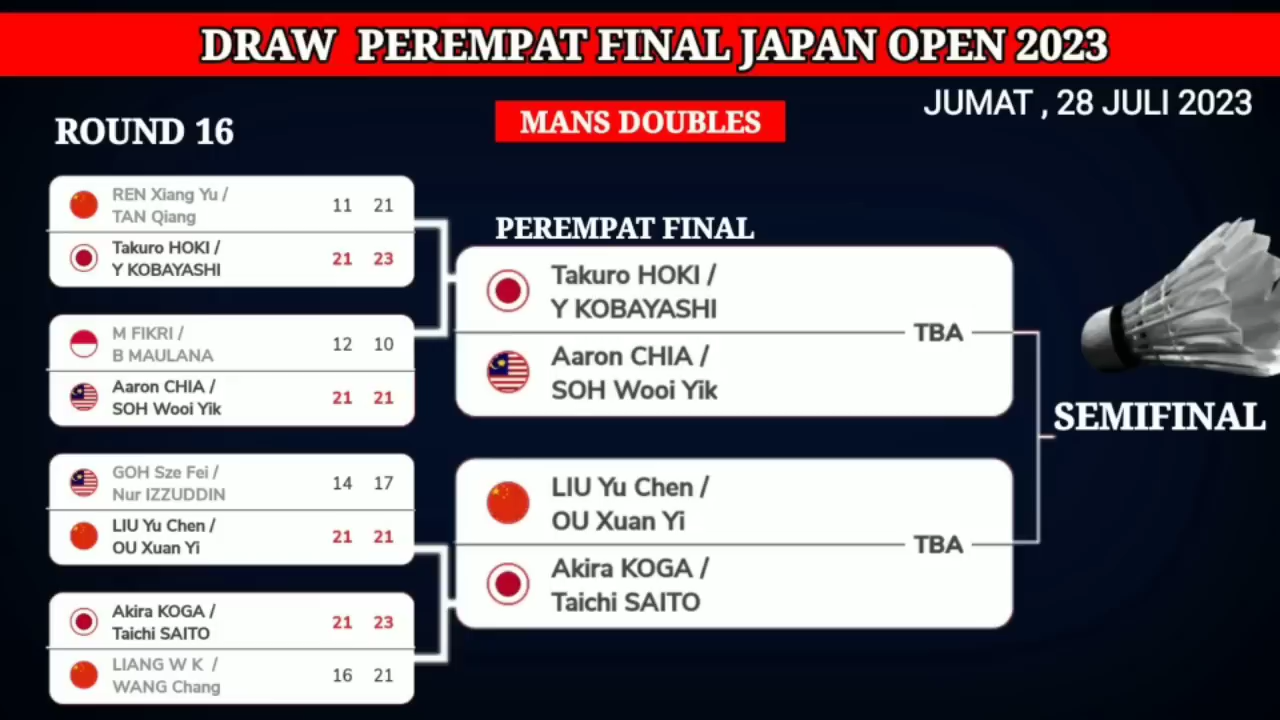 DRAW PEREMPAT FINAL JAPAN OPEN 2023
JUMAT , 28 JULI 2023
MANS DOUBLES
ROUND 16
REN Xiang Yu /
TAN Qiang
11 21
Takuro HOKI /
Y KOBAYASHI
21 23
M FIKRI /
B MAULANA
12 10
Aaron CHIA /
SOH Wooi Yik
21 21
GOH Sze Fei /
Nur IZZUDDIN
14 17
LIU Yu Chen /
OU Xuan Yi
21 21
Akira KOGA /
Taichi SAITO
21 23
LIANG W K /
WANG Chang
16 21
PEREMPAT FINAL
Takuro HOKI /
Y KOBAYASHI
TBA
Aaron CHIA /
SOH Wooi Yik
LIU Yu Chen /
OU Xuan Yi
TBA
Akira KOGA /
Taichi SAITO
SEMIFINAL